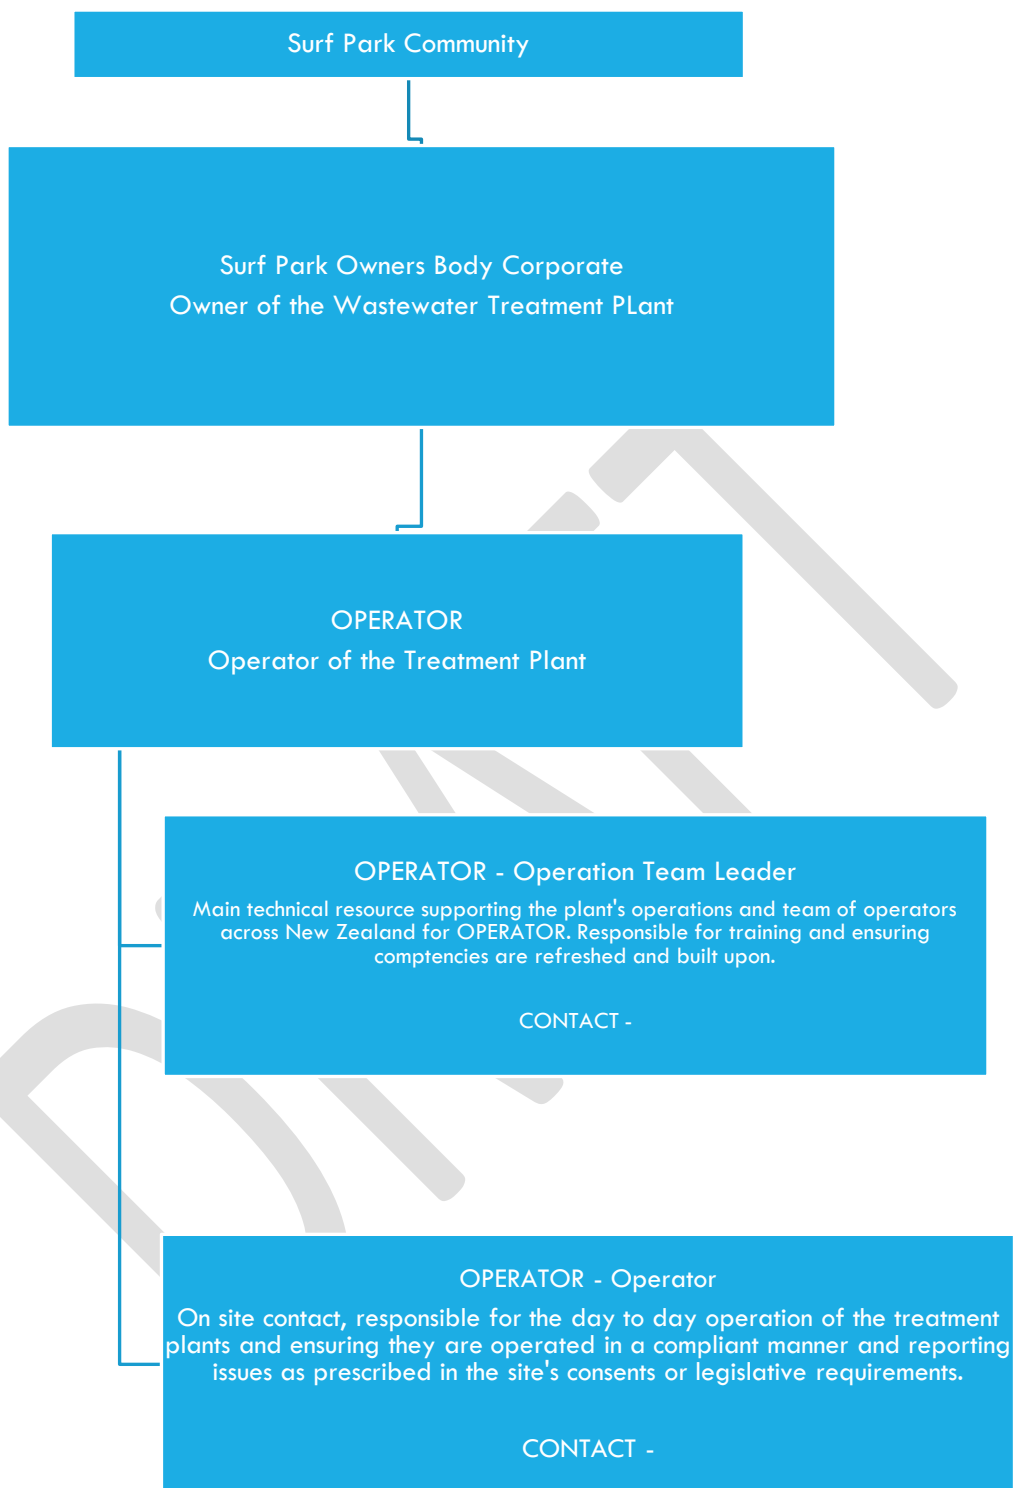 Surf Park Community
Surf Park Owners Body Corporate
Owner of the Wastewater Treatment PLant
OPERATOR
Operator of the Treatment Plant
OPERATOR - Operation Team Leader
Main technical resource supporting the plant's operations and team of operators
across New Zealand for OPERATOR. Responsible for training and ensuring
comptencies are refreshed and built upon.
CONTACT -
OPERATOR - Operator
On site contact, responsible for the day to day operation of the treatment
plants and ensuring they are operated in a compliant manner and reporting
issues as prescribed in the site's consents or legislative requirements.
CONTACT -